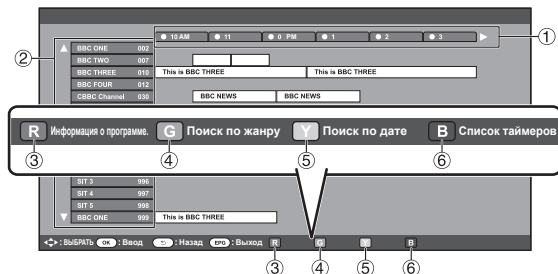 ● 10 AM ● 11 ● 0 PM ● 1 ● 2 ● 3 ①
②
BBC ONE 002
BBC TWO 007
BBC THREE 010 This is BBC THREE This is BBC THREE
BBC FOUR 012
CBBC Channel 030 BBC NEWS BBC NEWS
R Информация о программе. G Поиск по жанру Y Поиск по дате B Список таймеров
③ ④ ⑤ ⑥
SIT 3 996
SIT 4 997
SIT 5 998
BBC ONE 999 This is BBC THREE
: ВЫБРАТЬ OK : Ввод : Назад EPG : Выход R G Y B
③ ④ ⑤ ⑥